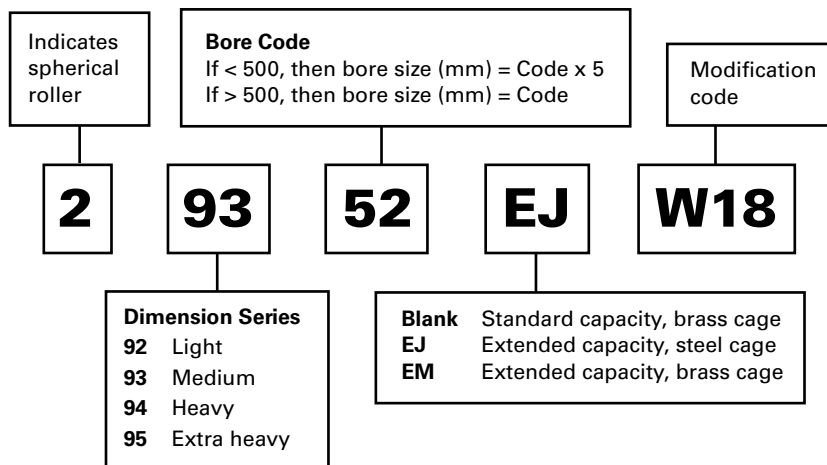 Indicates
spherical
roller
Bore Code
If < 500, then bore size (mm) = Code x 5
If > 500, then bore size (mm) = Code
Modification
code
2 93 52 EJ W18
Dimension Series
92 Light
93 Medium
94 Heavy
95 Extra heavy
Blank Standard capacity, brass cage
EJ Extended capacity, steel cage
EM Extended capacity, brass cage